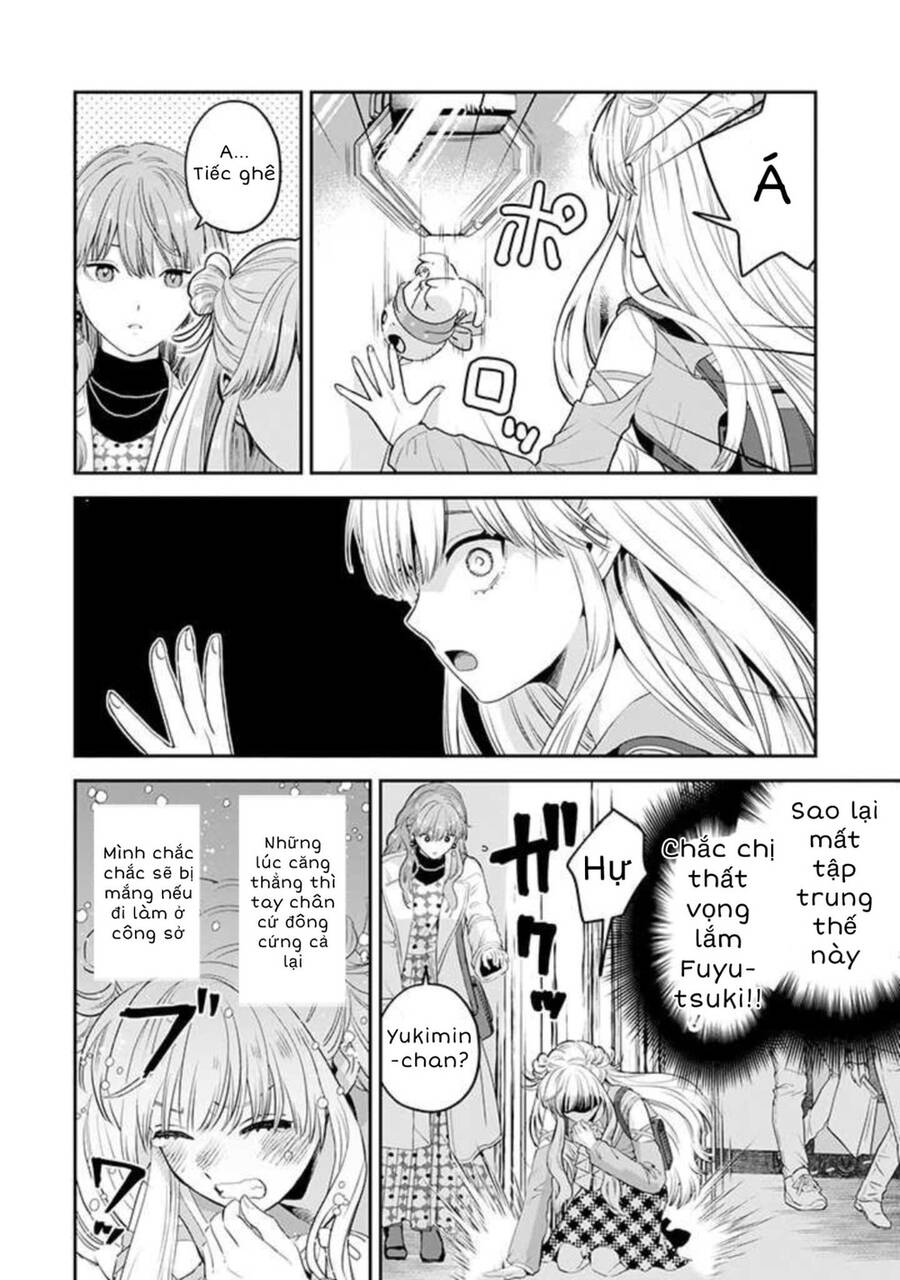 Á
ポ
ロッ
A...
Tiếc ghê
Sao lại
mất
tập
trung
thế
này
Chắc chị
thất
vọng
lắm
Fuyu-
tsuki!!
Hự
ガク
ガク
Yukimin
-chan?
Những
lúc căng
thẳng thì
tay chân
cứ đông
cứng cả
lại
Mình chắc
chắc sẽ bị
mắng nếu
đi làm ở
công sở